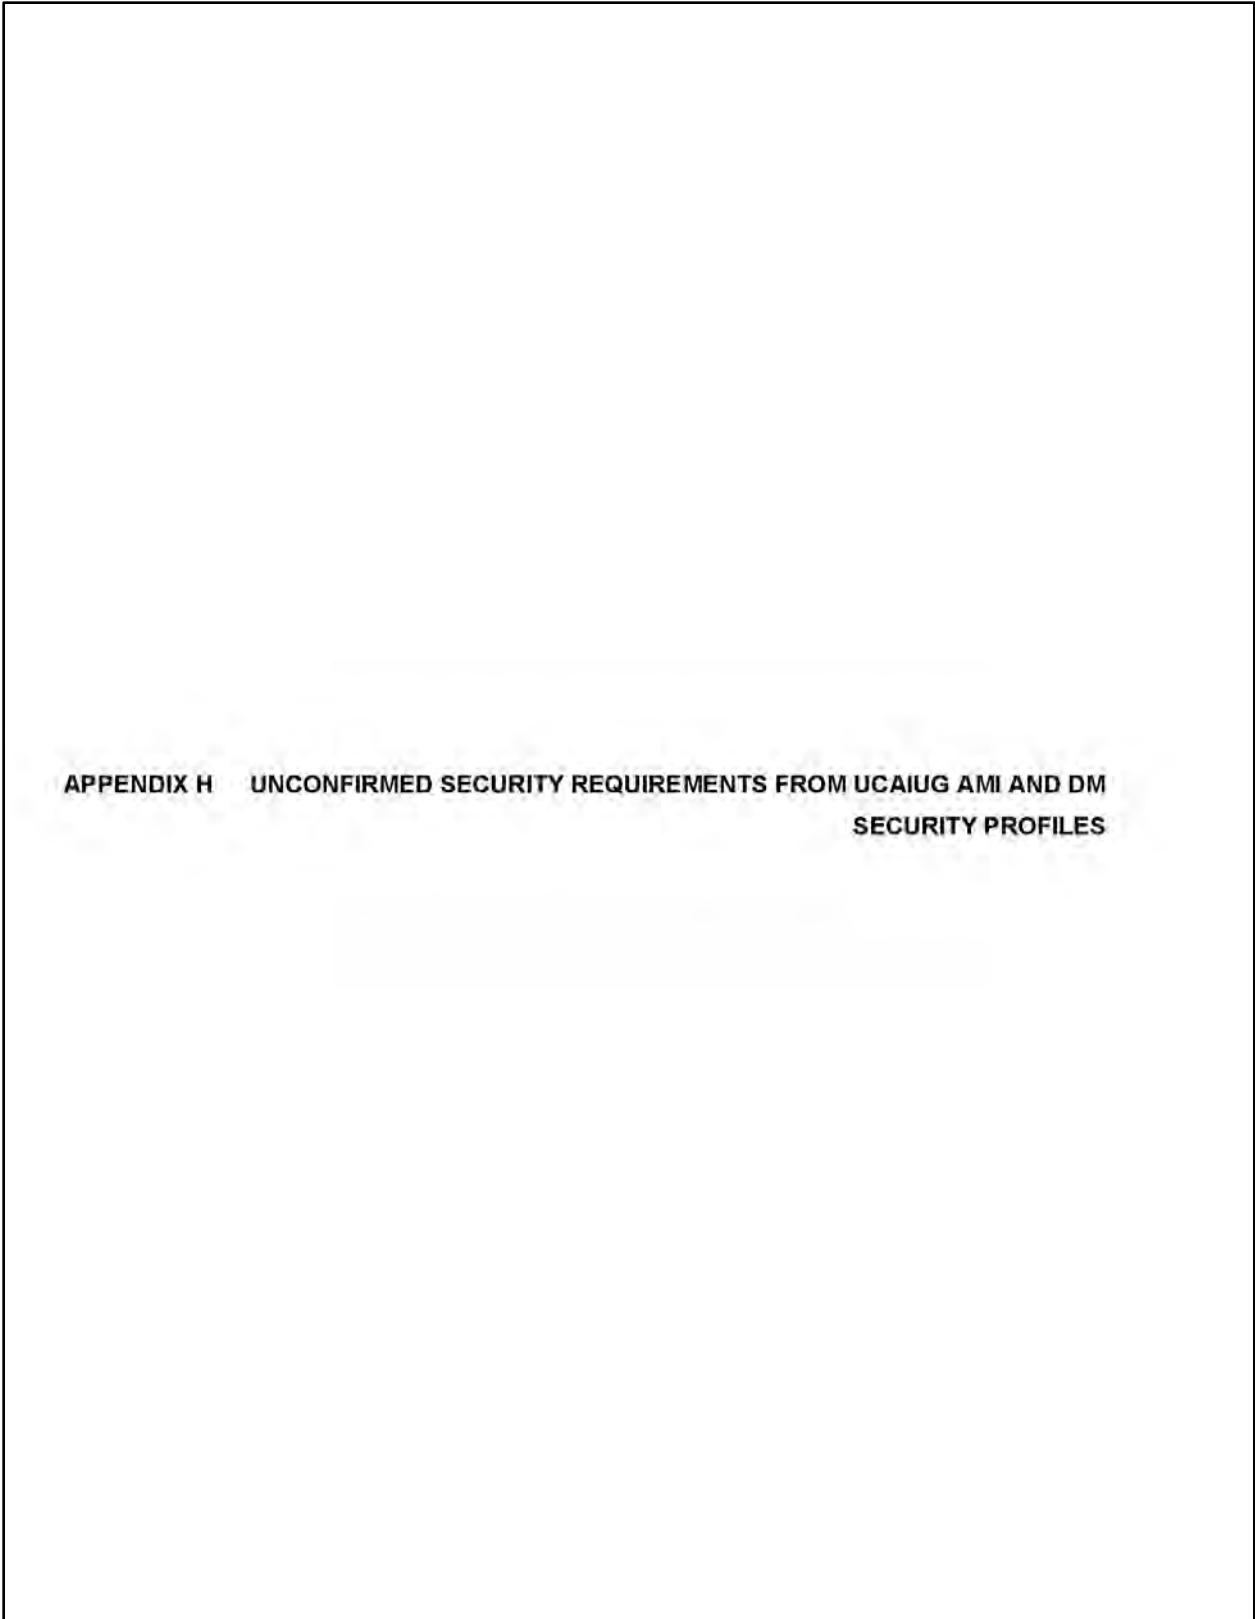 APPENDIX H UNCONFIRMED SECURITY REQUIREMENTS FROM UCAIUG AMI AND DM
SECURITY PROFILES